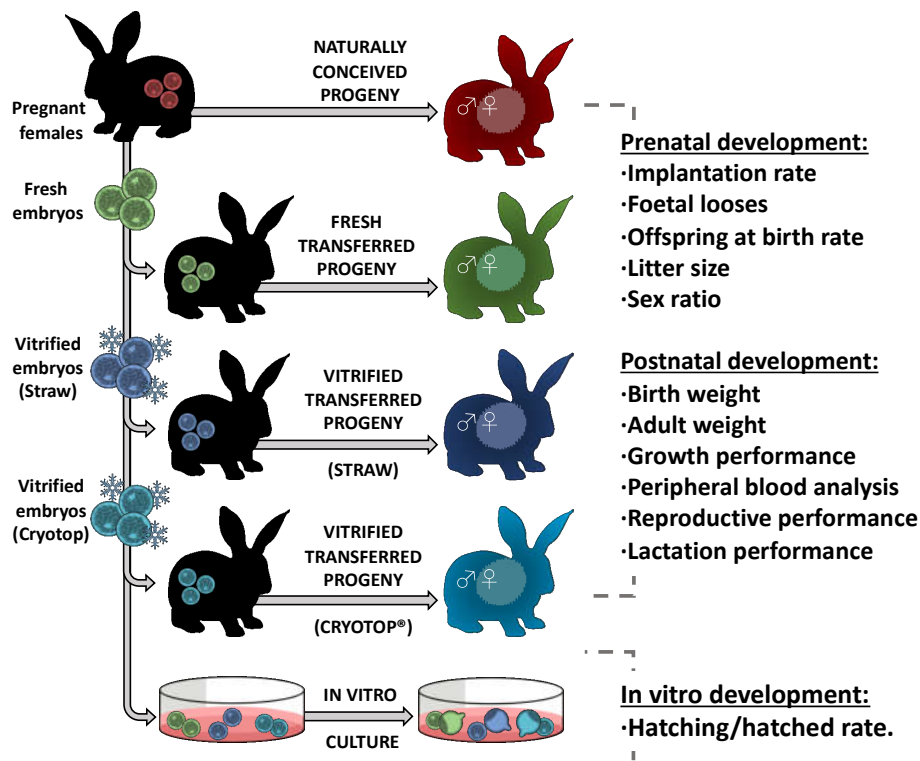 NATURALLY
CONCEIVED
PROGENY
Pregnant
females
Fresh
embryos
FRESH
TRANSFERRED
PROGENY
Vitrified
embryos
(Straw)
VITRIFIED
TRANSFERRED
PROGENY
(STRAW)
Vitrified
embryos
(Cryotop)
VITRIFIED
TRANSFERRED
PROGENY
(CRYOTOP®)
IN VITRO
CULTURE
♂ ♀
♂ ♀
♂ ♀
♂ ♀
Prenatal development:
·Implantation rate
·Foetal looses
·Offspring at birth rate
·Litter size
·Sex ratio
Postnatal development:
·Birth weight
·Adult weight
·Growth performance
·Peripheral blood analysis
·Reproductive performance
·Lactation performance
In vitro development:
·Hatching/hatched rate.